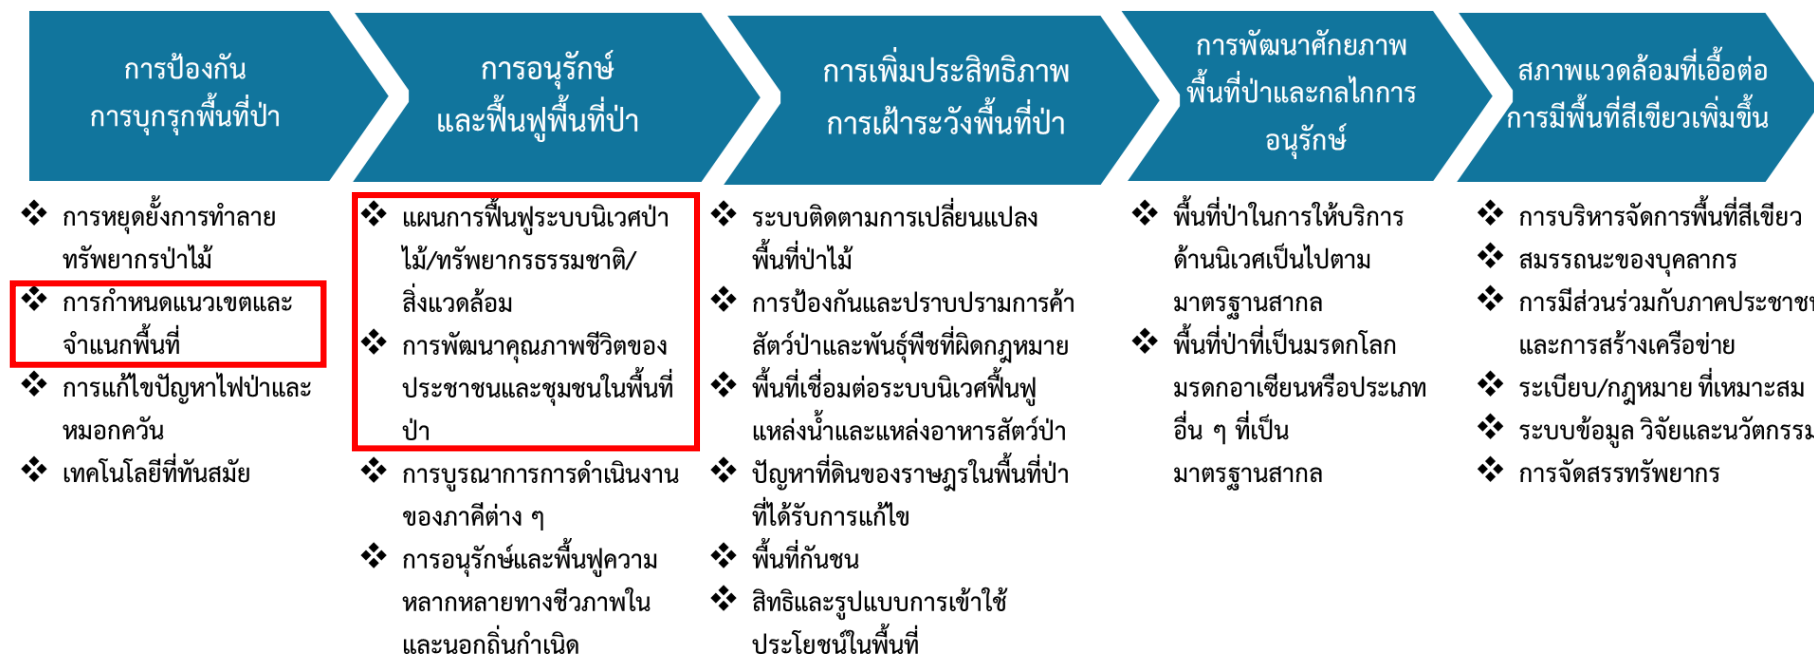 การป้องกัน
การบุกรุกพื้นที่ป่า
การอนุรักษ์
และฟื้นฟูพื้นที่ป่า
การเพิ่มประสิทธิภาพ
การเฝ้าระวังพื้นที่ป่า
การพัฒนาศักยภาพ
พื้นที่ป่าและกลไกการ
อนุรักษ์
สภาพแวดล้อมที่เอื้อต่อ
การมีพื้นที่สีเขียวเพิ่มขึ้น
❖ การหยุดยั้งการทำลาย
ทรัพยากรป่าไม้
❖ การกำหนดแนวเขตและ
จำแนกพื้นที่
❖ การแก้ไขปัญหาไฟป่าและ
หมอกควัน
❖ เทคโนโลยีที่ทันสมัย
❖ แผนการฟื้นฟูระบบนิเวศป่า
ไม้/ทรัพยากรธรรมชาติ/
สิ่งแวดล้อม
❖ การพัฒนาคุณภาพชีวิตของ
ประชาชนและชุมชนในพื้นที่
ป่า
❖ การบูรณาการการดำเนินงาน
ของภาคีต่าง ๆ
❖ การอนุรักษ์และพื้นฟูความ
หลากหลายทางชีวภาพใน
และนอกถิ่นกำเนิด
❖ ระบบติดตามการเปลี่ยนแปลง
พื้นที่ป่าไม้
❖ การป้องกันและปราบปรามการค้า
สัตว์ป่าและพันธุ์พืชที่ผิดกฎหมาย
❖ พื้นที่เชื่อมต่อระบบนิเวศฟื้นฟู
แหล่งน้ำและแหล่งอาหารสัตว์ป่า
❖ ปัญหาที่ดินของราษฎรในพื้นที่ป่า
ที่ได้รับการแก้ไข
❖ พื้นที่กันชน
❖ สิทธิและรูปแบบการเข้าใช้
ประโยชน์ในพื้นที่
❖ พื้นที่ป่าในการให้บริการ
ด้านนิเวศเป็นไปตาม
มาตรฐานสากล
❖ พื้นที่ป่าที่เป็นมรดกโลก
มรดกอาเซียนหรือประเภท
อื่น ๆ ที่เป็น
มาตรฐานสากล
❖ การบริหารจัดการพื้นที่สีเขียว
❖ สมรรถนะของบุคลากร
❖ การมีส่วนร่วมกับภาคประชาชน
และการสร้างเครือข่าย
❖ ระเบียบ/กฎหมาย ที่เหมาะสม
❖ ระบบข้อมูล วิจัยและนวัตกรรม
❖ การจัดสรรทรัพยากร